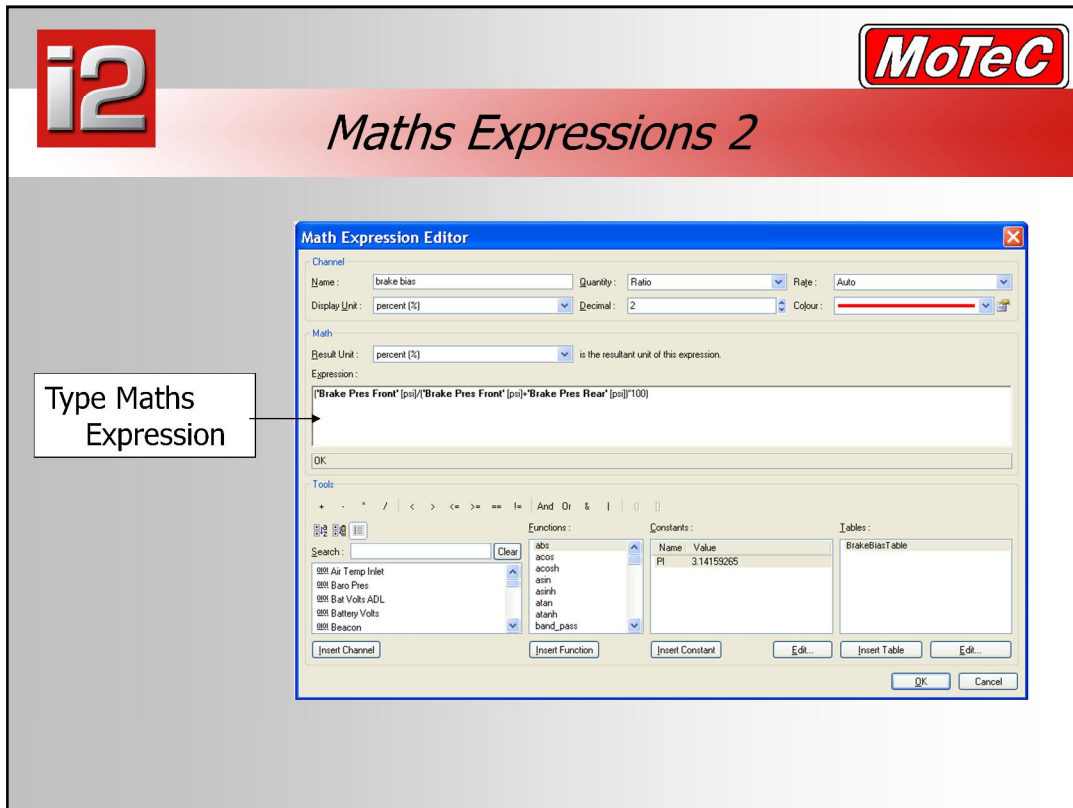 i2
MoTeC
Maths Expressions 2
Type Maths
Expression
Math Expression Editor
Channel
Name : brake bias Quantity : Ratio Rate : Auto
Display Unit : percent (%) Decimal : 2 Colour :
Math
Result Unit : percent (%) is the resultant unit of this expression.
Expression :
('Brake Pres Front' [psi]/('Brake Pres Front' [psi]+'Brake Pres Rear' [psi])*100)
OK
Tools
+ - * / < > <= >= == != And Or & | () []
Search : Clear
Functions : Constants : Tables :
Air Temp Inlet
Baro Pres
Bat Volts ADL
Battery Volts
Beacon
abs
acos
acosh
asin
asinh
atan
atanh
band_pass
Name Value
PI 3.14159265
BrakeBiasTable
Insert Channel Insert Function Insert Constant Edit... Insert Table Edit...
OK Cancel